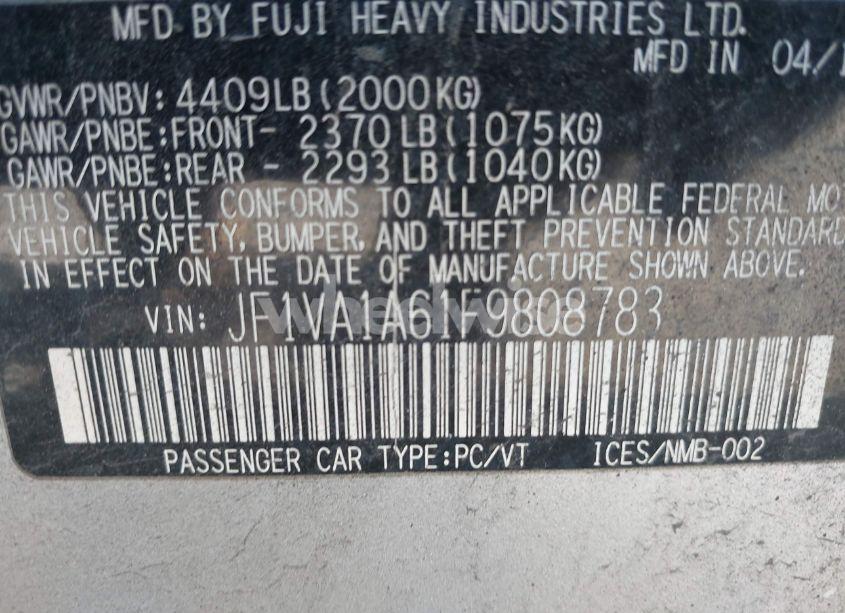 MFD BY FUJI HEAVY INDUSTRIES LTD.
MFD IN 04/1
GVWR/PNBV: 4409LB(2000KG)
GAWR/PNBE:FRONT- 2370 LB(1075KG)
GAWR/PNBE:REAR - 2293 LB(1040KG)
THIS VEHICLE CONFORMS TO ALL APPLICABLE FEDERAL MO
VEHICLE SAFETY, BUMPER, AND THEFT PREVENTION STANDARD
IN EFFECT ON THE DATE OF MANUFACTURE SHOWN ABOVE.
VIN: JF1VA1A61F9808783
PASSENGER CAR TYPE:PC/VT ICES/NMB-002